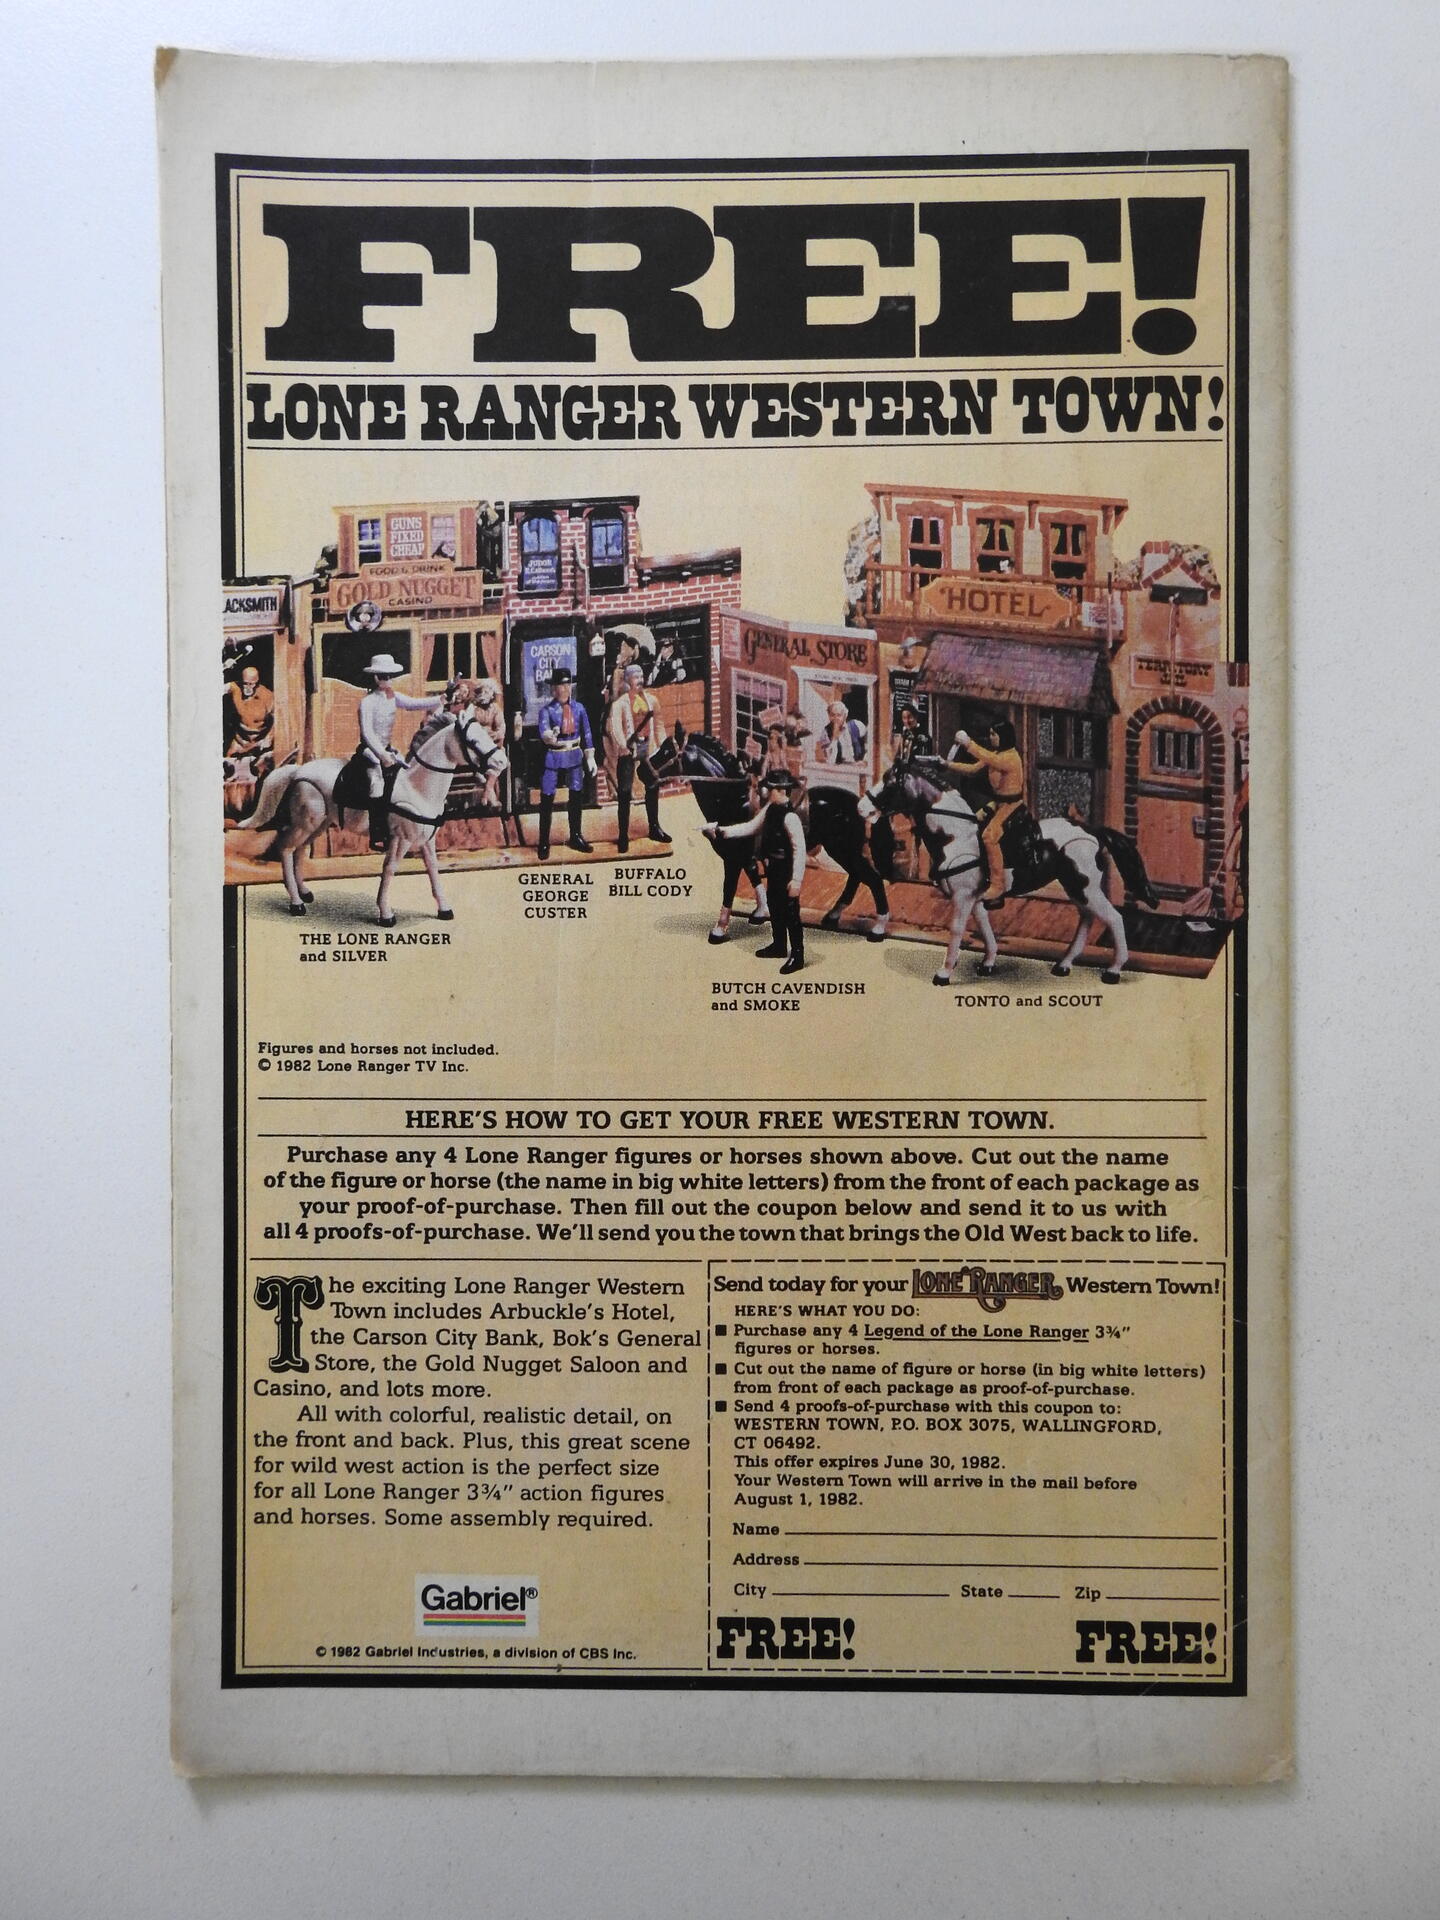 FREE!
LONE RANGER WESTERN TOWN!
GUNS
FIXED
CHEAP
FOOD & DRINK
GOLD NUGGET
CASINO
ACKSMITH
CARSON
CITY
BA
GENERAL STORE
HOTEL
TERRITORY
JAIL
GENERAL
GEORGE
CUSTER
BUFFALO
BILL CODY
THE LONE RANGER
and SILVER
BUTCH CAVENDISH
and SMOKE
TONTO and SCOUT
Figures and horses not included.
© 1982 Lone Ranger TV Inc.
HERE'S HOW TO GET YOUR FREE WESTERN TOWN.
Purchase any 4 Lone Ranger figures or horses shown above. Cut out the name
of the figure or horse (the name in big white letters) from the front of each package as
your proof-of-purchase. Then fill out the coupon below and send it to us with
all 4 proofs-of-purchase. We'll send you the town that brings the Old West back to life.
The exciting Lone Ranger Western
Town includes Arbuckle's Hotel,
the Carson City Bank, Bok's General
Store, the Gold Nugget Saloon and
Casino, and lots more.
All with colorful, realistic detail, on
the front and back. Plus, this great scene
for wild west action is the perfect size
for all Lone Ranger 3¾" action figures
and horses. Some assembly required.
Gabriel®
© 1982 Gabriel Industries, a division of CBS Inc.
Send today for your LONE RANGER Western Town!
HERE'S WHAT YOU DO:
■ Purchase any 4 Legend of the Lone Ranger 3¾"
figures or horses.
■ Cut out the name of figure or horse (in big white letters)
from front of each package as proof-of-purchase.
■ Send 4 proofs-of-purchase with this coupon to:
WESTERN TOWN, P.O. BOX 3075, WALLINGFORD,
CT 06492.
This offer expires June 30, 1982.
Your Western Town will arrive in the mail before
August 1, 1982.
Name
Address
City State Zip
FREE! FREE!